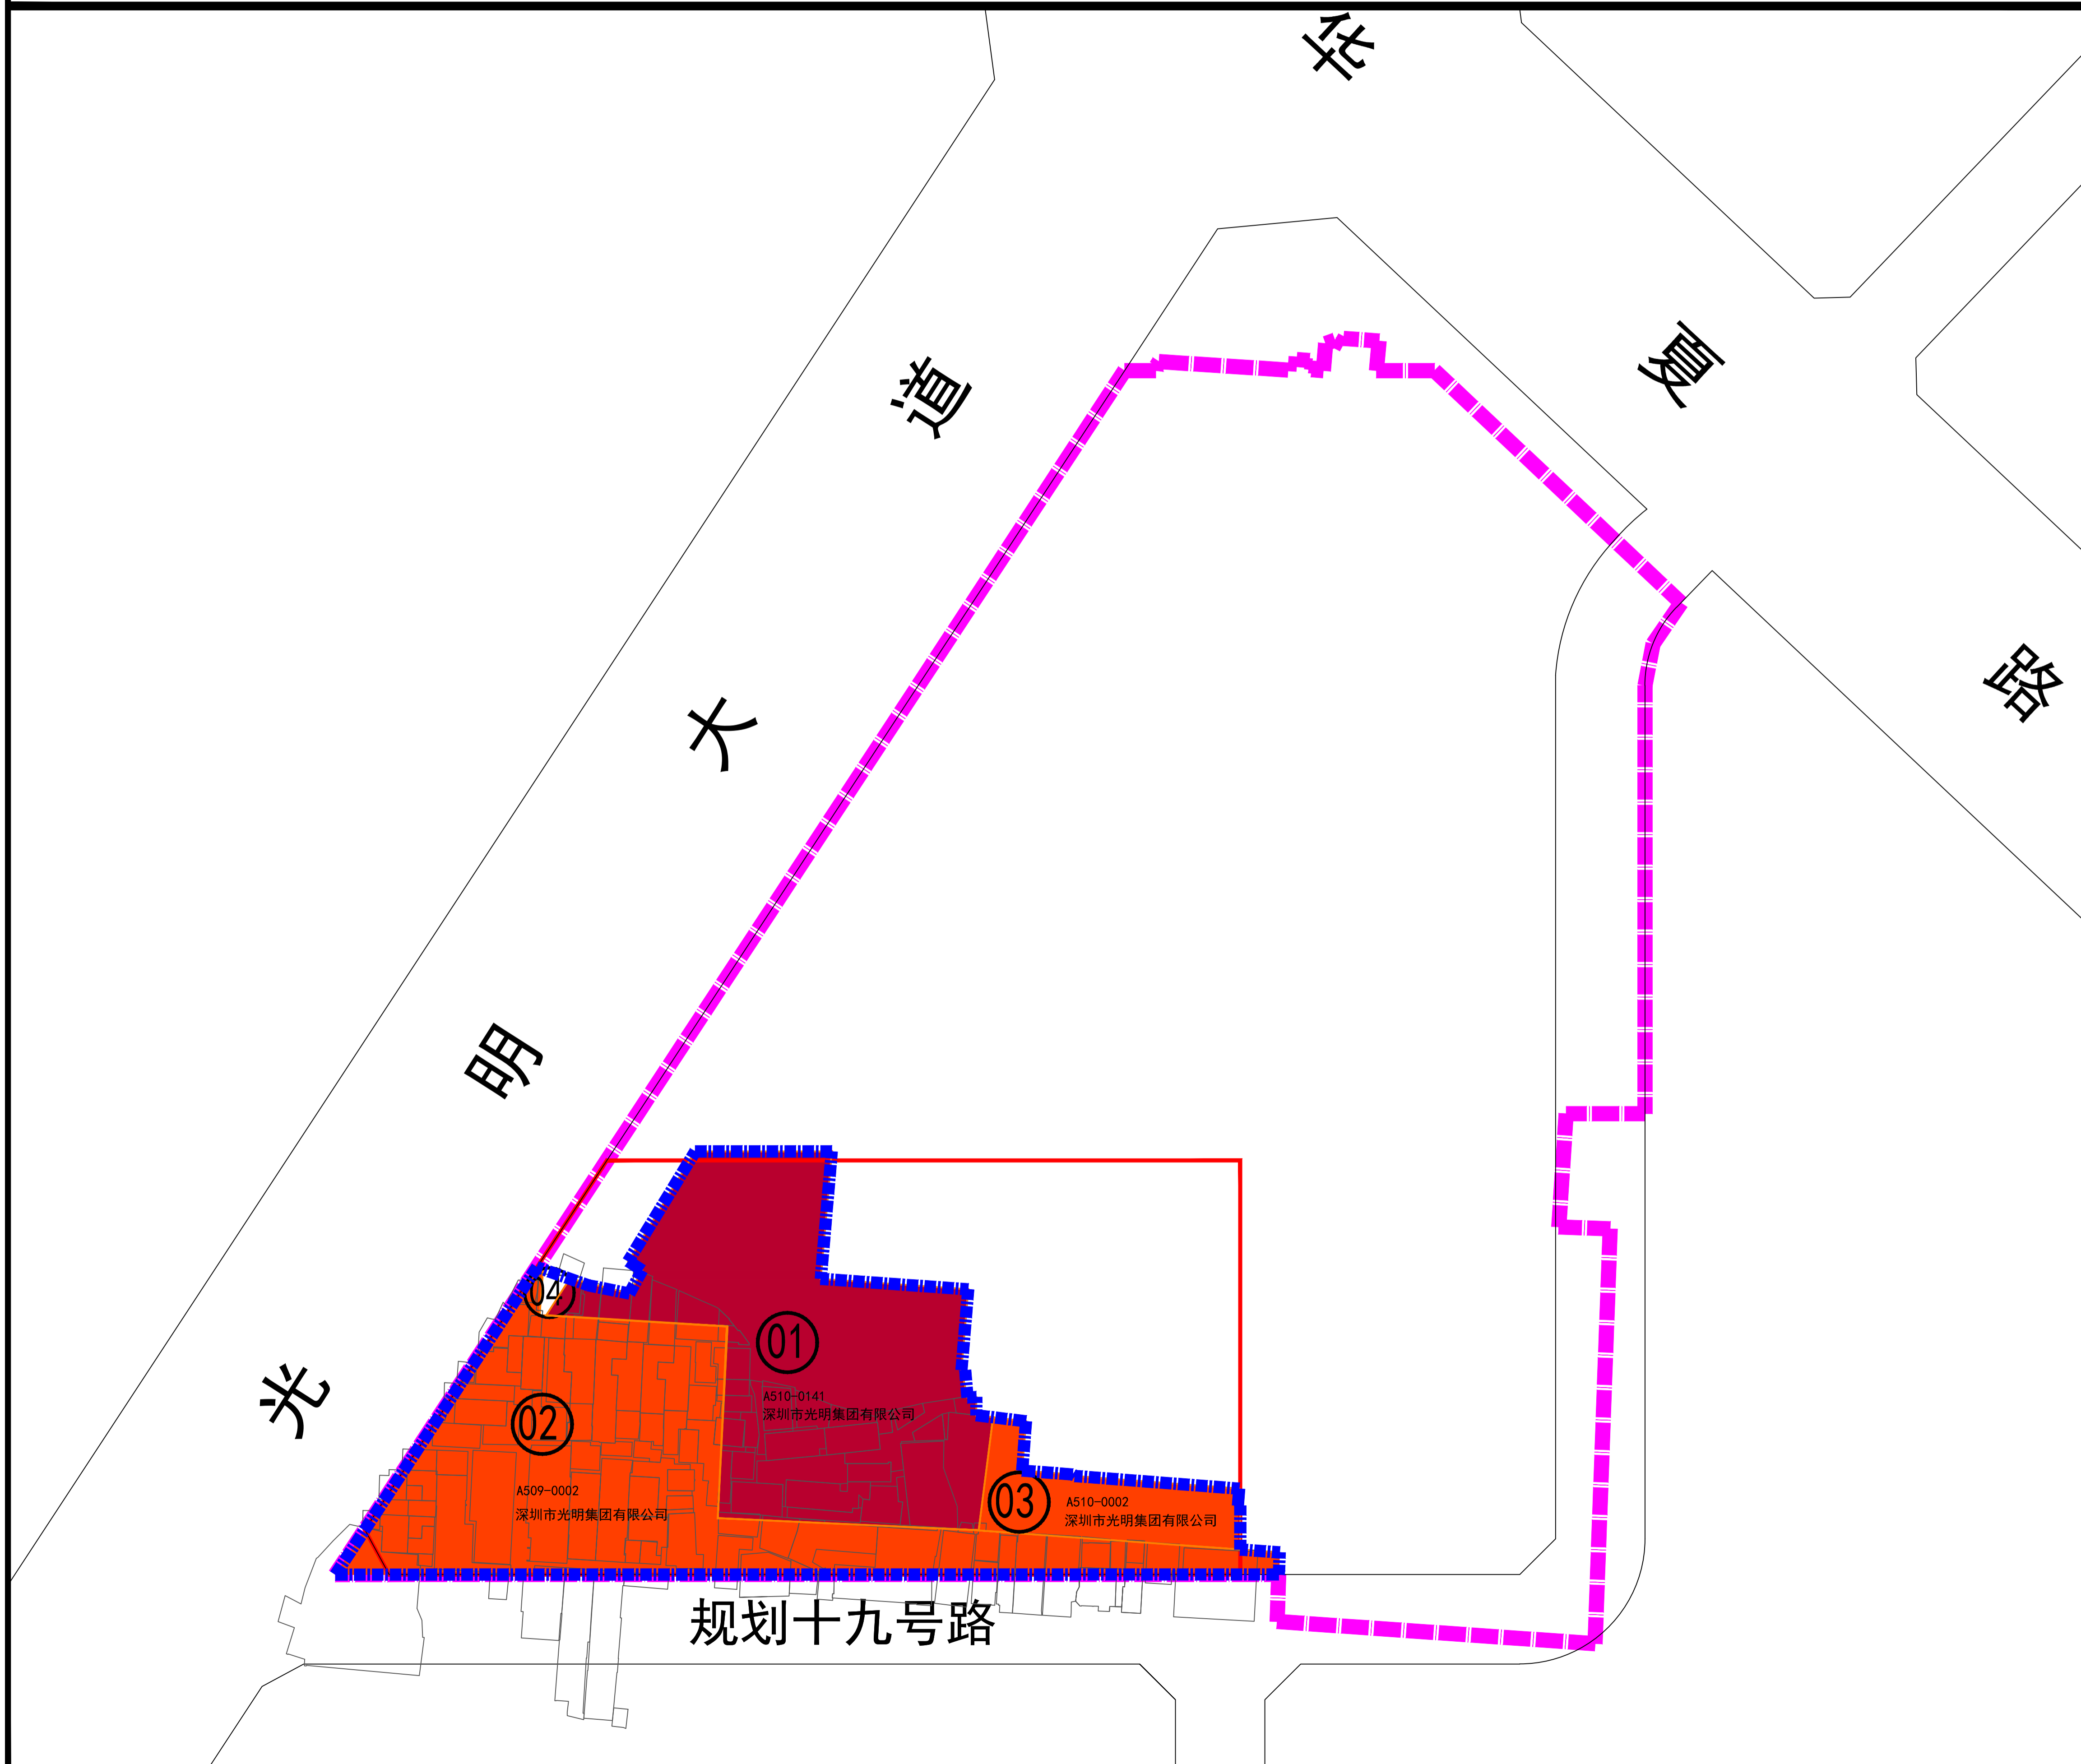 华
夏
路
道
大
明
光
04
01
A510-0141
深圳市光明集团有限公司
02
A509-0002
深圳市光明集团有限公司
03
A510-0002
深圳市光明集团有限公司
规划十九号路